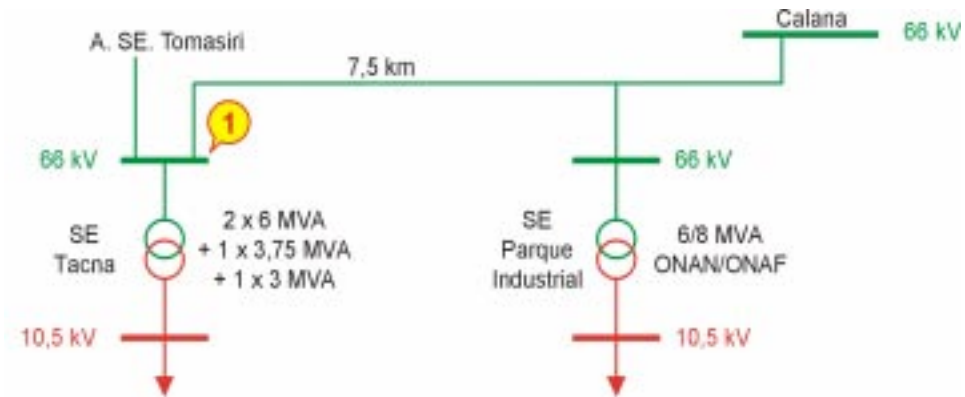 Calana
66 kV
A. SE. Tomasiri
7,5 km
1
66 kV
66 kV
SE
Tacna
2 x 6 MVA
+ 1 x 3,75 MVA
+ 1 x 3 MVA
SE
Parque
Industrial
6/8 MVA
ONAN/ONAF
10,5 kV
10,5 kV